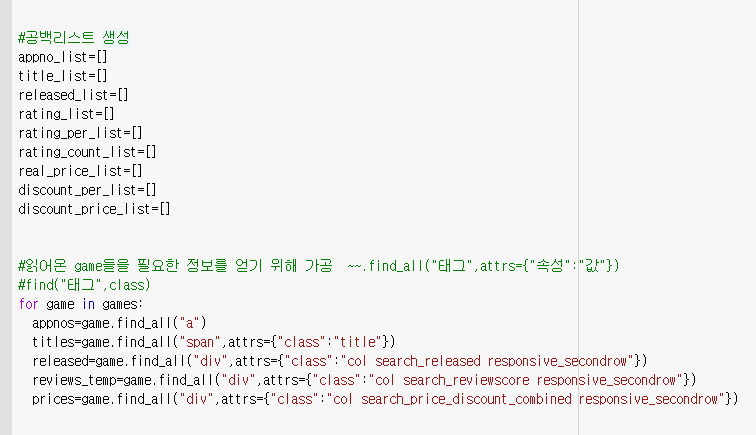 #공백리스트 생성
appno_list=[]
title_list=[]
released_list=[]
rating_list=[]
rating_per_list=[]
rating_count_list=[]
real_price_list=[]
discount_per_list=[]
discount_price_list=[]
#읽어온 game들을 필요한 정보를 얻기 위해 가공  ~~.find_all("태그",attrs={"속성":"값"})
#find("태그",class)
for game in games:
  appnos=game.find_all("a")
  titles=game.find_all("span",attrs={"class":"title"})
  released=game.find_all("div",attrs={"class":"col search_released responsive_secondrow"})
  reviews_temp=game.find_all("div",attrs={"class":"col search_reviewscore responsive_secondrow"})
  prices=game.find_all("div",attrs={"class":"col search_price_discount_combined responsive_secondrow"})